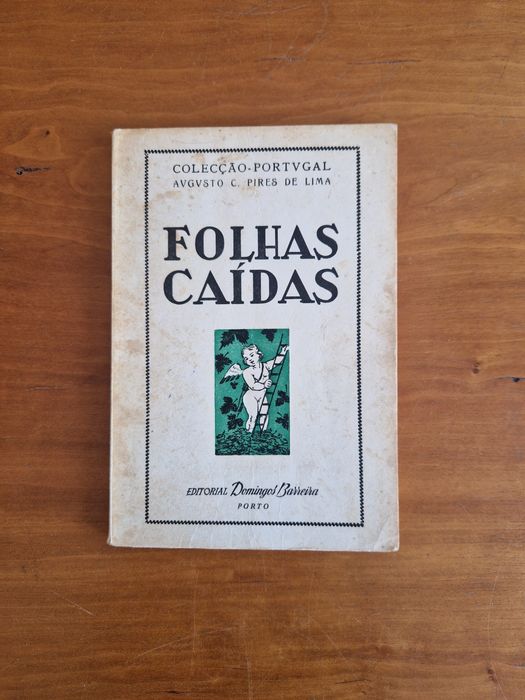 COLECÇÃO-PORTVGAL
AVGVSTO C. PIRES DE LIMA
FOLHAS
CAÍDAS
EDITORIAL Domingos Barreira
PORTO